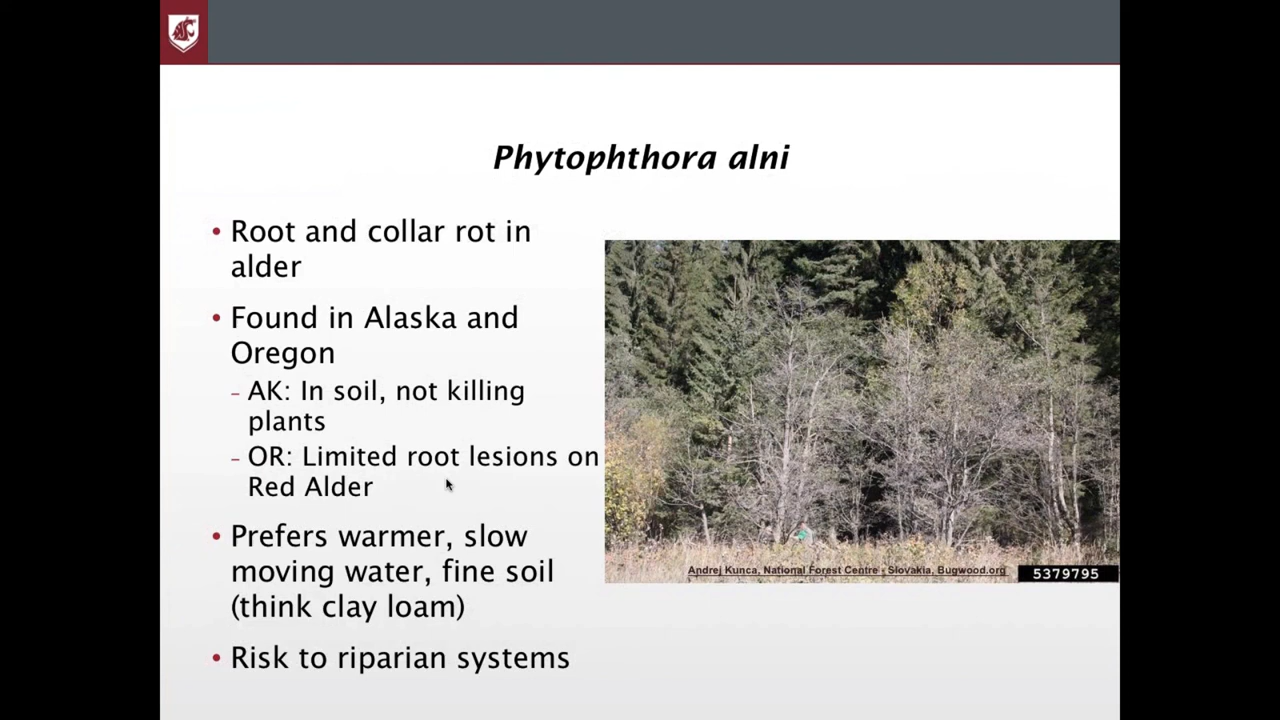 Phytophthora alni
• Root and collar rot in
alder
• Found in Alaska and
Oregon
– AK: In soil, not killing
plants
– OR: Limited root lesions on
Red Alder
• Prefers warmer, slow
moving water, fine soil
(think clay loam)
• Risk to riparian systems
Andrej Kunca, National Forest Centre - Slovakia, Bugwood.org
5379795